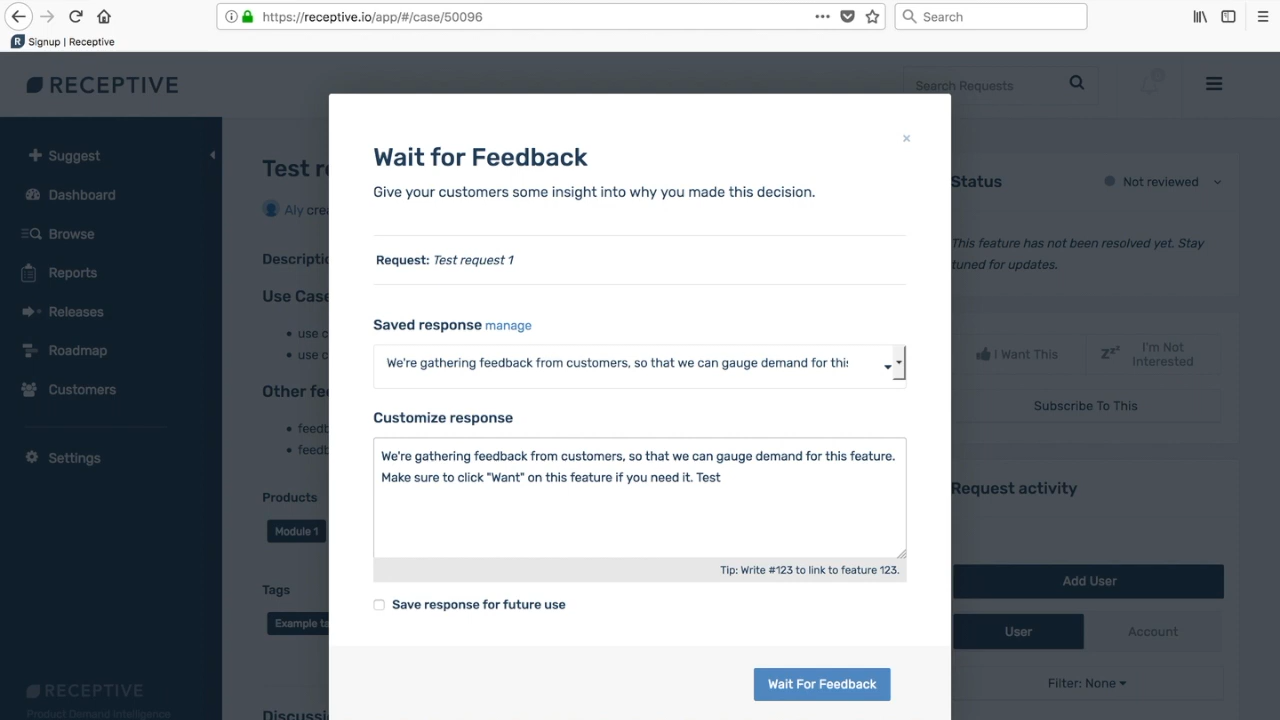 https://receptive.io/app/#/case/50096
Search
Signup | Receptive
RECEPTIVE
Search Requests
Suggest
Dashboard
Browse
Reports
Releases
Roadmap
Customers
Settings
RECEPTIVE
Product Demand Intelligence
Test
Aly
Use
use
use
Other
Products
Module 1
Tags
Example
Wait for Feedback
Give your customers some insight into why you made this decision.
Request: Test request 1
Saved response manage
We're gathering feedback from customers, so that we can gauge demand for this
Customize response
We're gathering feedback from customers, so that we can gauge demand for this feature.
Make sure to click "Want" on this feature if you need it. Test
Tip: Write #123 to link to feature 123.
Save response for future use
Wait For Feedback
Status
Not reviewed
This feature has not been resolved yet. Stay
tuned for updates.
I Want This
I'm Not
Interested
Subscribe To This
Request activity
Add User
User
Account
Filter: None